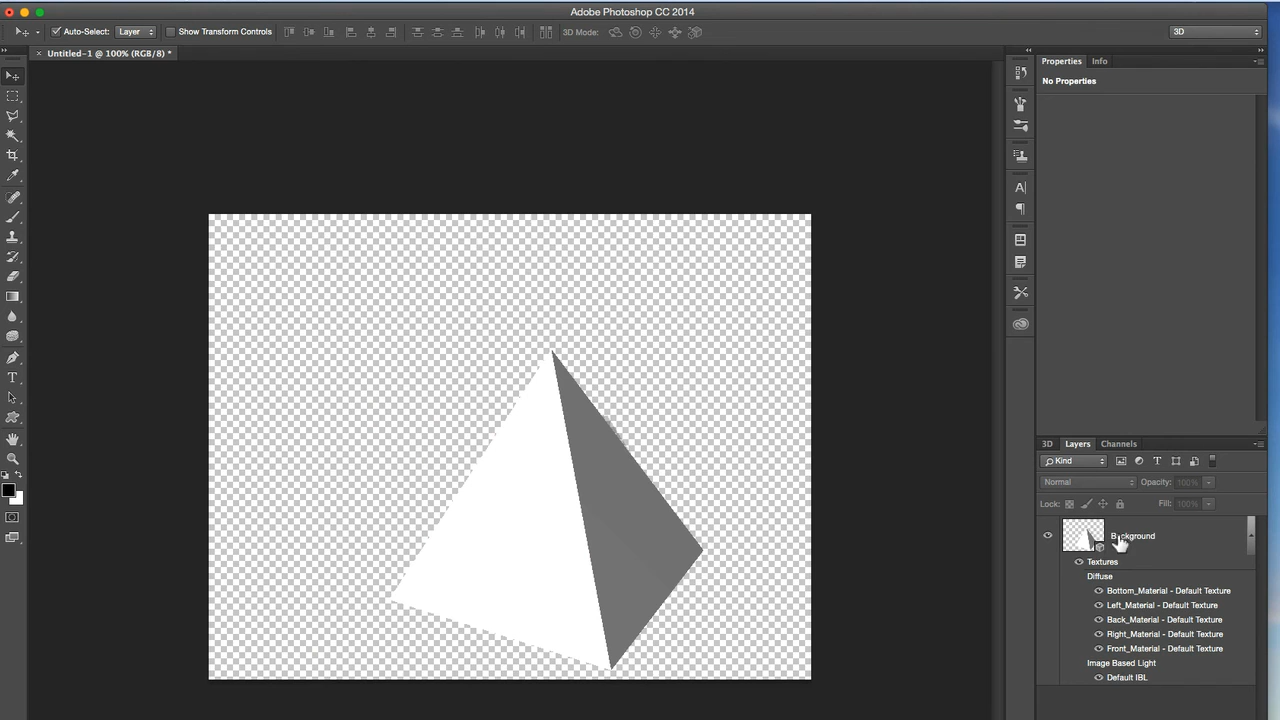 Adobe Photoshop CC 2014
Auto-Select: Layer Show Transform Controls 3D Mode: 3D
Untitled-1 @ 100% (RGB/8) *
Properties Info
No Properties
A|
T
3D Layers Channels
Kind T
Normal Opacity: 100%
Lock: Fill: 100%
Background
Textures
Diffuse
Bottom_Material - Default Texture
Left_Material - Default Texture
Back_Material - Default Texture
Right_Material - Default Texture
Front_Material - Default Texture
Image Based Light
Default IBL